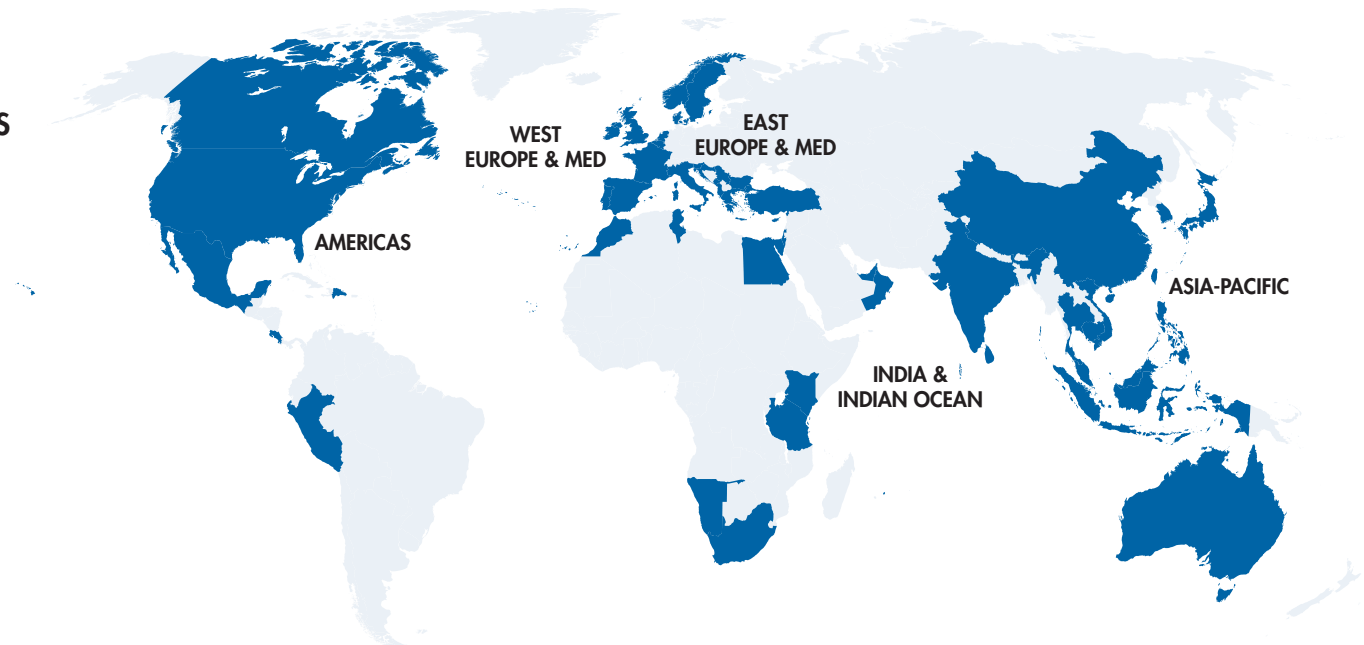 S
WEST
EUROPE & MED
EAST
EUROPE & MED
AMERICAS
ASIA-PACIFIC
INDIA &
INDIAN OCEAN